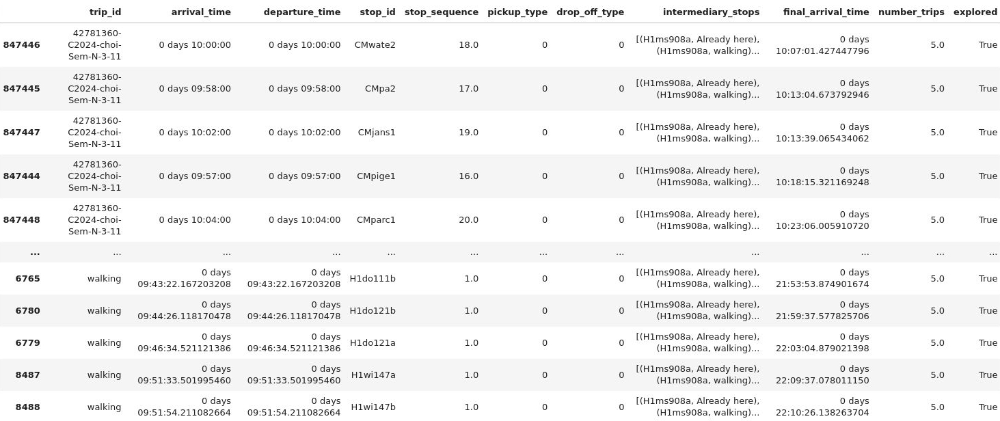 trip_id arrival_time departure_time stop_id stop_sequence pickup_type drop_off_type intermediary_stops final_arrival_time number_trips explored
847446 42781360-C2024-choi-Sem-N-3-11 0 days 10:00:00 0 days 10:00:00 CMwate2 18.0 0 0 [(H1ms908a, Already here), (H1ms908a, walking)... 0 days 10:07:01.427447796 5.0 True
847445 42781360-C2024-choi-Sem-N-3-11 0 days 09:58:00 0 days 09:58:00 CMpa2 17.0 0 0 [(H1ms908a, Already here), (H1ms908a, walking)... 0 days 10:13:04.673792946 5.0 True
847447 42781360-C2024-choi-Sem-N-3-11 0 days 10:02:00 0 days 10:02:00 CMjans1 19.0 0 0 [(H1ms908a, Already here), (H1ms908a, walking)... 0 days 10:13:39.065434062 5.0 True
847444 42781360-C2024-choi-Sem-N-3-11 0 days 09:57:00 0 days 09:57:00 CMpige1 16.0 0 0 [(H1ms908a, Already here), (H1ms908a, walking)... 0 days 10:18:15.321169248 5.0 True
847448 42781360-C2024-choi-Sem-N-3-11 0 days 10:04:00 0 days 10:04:00 CMparc1 20.0 0 0 [(H1ms908a, Already here), (H1ms908a, walking)... 0 days 10:23:06.005910720 5.0 True
... ... ... ... ... ... ... ... ... ... ... ...
6765 walking 0 days 09:43:22.167203208 0 days 09:43:22.167203208 H1do111b 1.0 0 0 [(H1ms908a, Already here), (H1ms908a, walking)... 0 days 21:53:53.874901674 5.0 True
6780 walking 0 days 09:44:26.118170478 0 days 09:44:26.118170478 H1do121b 1.0 0 0 [(H1ms908a, Already here), (H1ms908a, walking)... 0 days 21:59:37.577825706 5.0 True
6779 walking 0 days 09:46:34.521121386 0 days 09:46:34.521121386 H1do121a 1.0 0 0 [(H1ms908a, Already here), (H1ms908a, walking)... 0 days 22:03:04.879021398 5.0 True
8487 walking 0 days 09:51:33.501995460 0 days 09:51:33.501995460 H1wi147a 1.0 0 0 [(H1ms908a, Already here), (H1ms908a, walking)... 0 days 22:09:37.078011150 5.0 True
8488 walking 0 days 09:51:54.211082664 0 days 09:51:54.211082664 H1wi147b 1.0 0 0 [(H1ms908a, Already here), (H1ms908a, walking)... 0 days 22:10:26.138263704 5.0 True